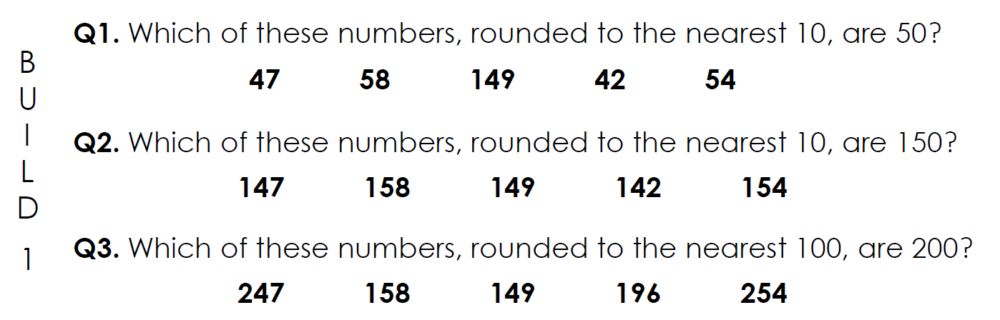 BUILD 1
Q1. Which of these numbers, rounded to the nearest 10, are 50?
47 58 149 42 54
Q2. Which of these numbers, rounded to the nearest 10, are 150?
147 158 149 142 154
Q3. Which of these numbers, rounded to the nearest 100, are 200?
247 158 149 196 254